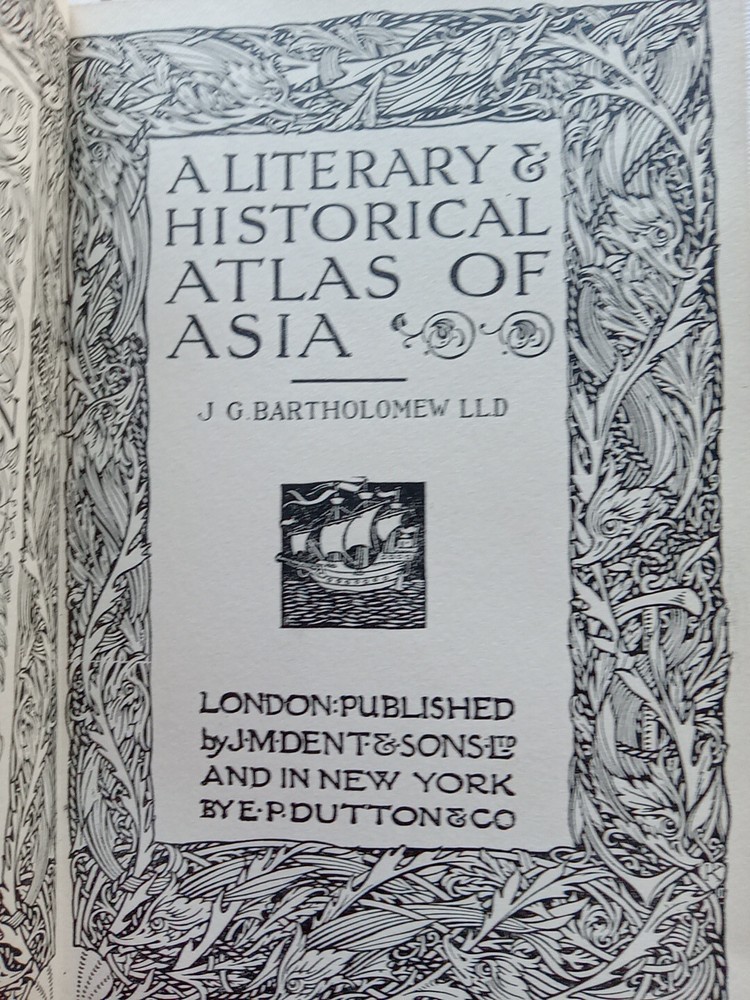 A LITERARY &
HISTORICAL
ATLAS OF
ASIA
J G. BARTHOLOMEW LLD
LONDON:PUBLISHED
by J·M·DENT·&·SONS·LTD
AND IN NEW YORK
BY E·P·DUTTON & CO